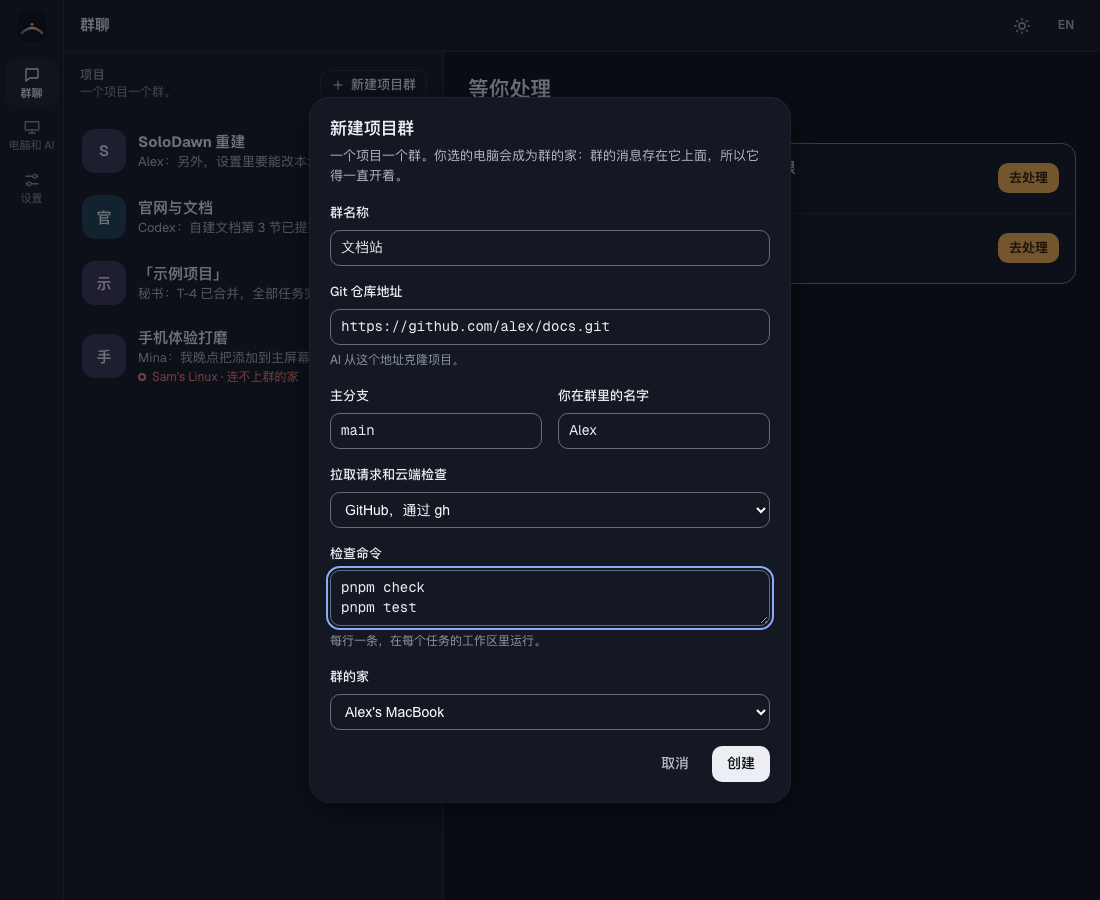 群聊
EN
群聊
电脑和 AI
设置
项目
一个项目一个群。
新建项目群
S
SoloDawn 重建
Alex：另外，设置里要能改本
官
官网与文档
Codex：自建文档第 3 节已提
示
「示例项目」
秘书：T-4 已合并，全部任务
手
手机体验打磨
Mina：我晚点把添加到主屏幕
Sam's Linux · 连不上群的家
等你处理
去处理
去处理
新建项目群
一个项目一个群。你选的电脑会成为群的家：群的消息存在它上面，所以它
得一直开着。
群名称
文档站
Git 仓库地址
https://github.com/alex/docs.git
AI 从这个地址克隆项目。
主分支
你在群里的名字
main
Alex
拉取请求和云端检查
GitHub，通过 gh
检查命令
pnpm check
pnpm test
每行一条，在每个任务的工作区里运行。
群的家
Alex's MacBook
取消
创建